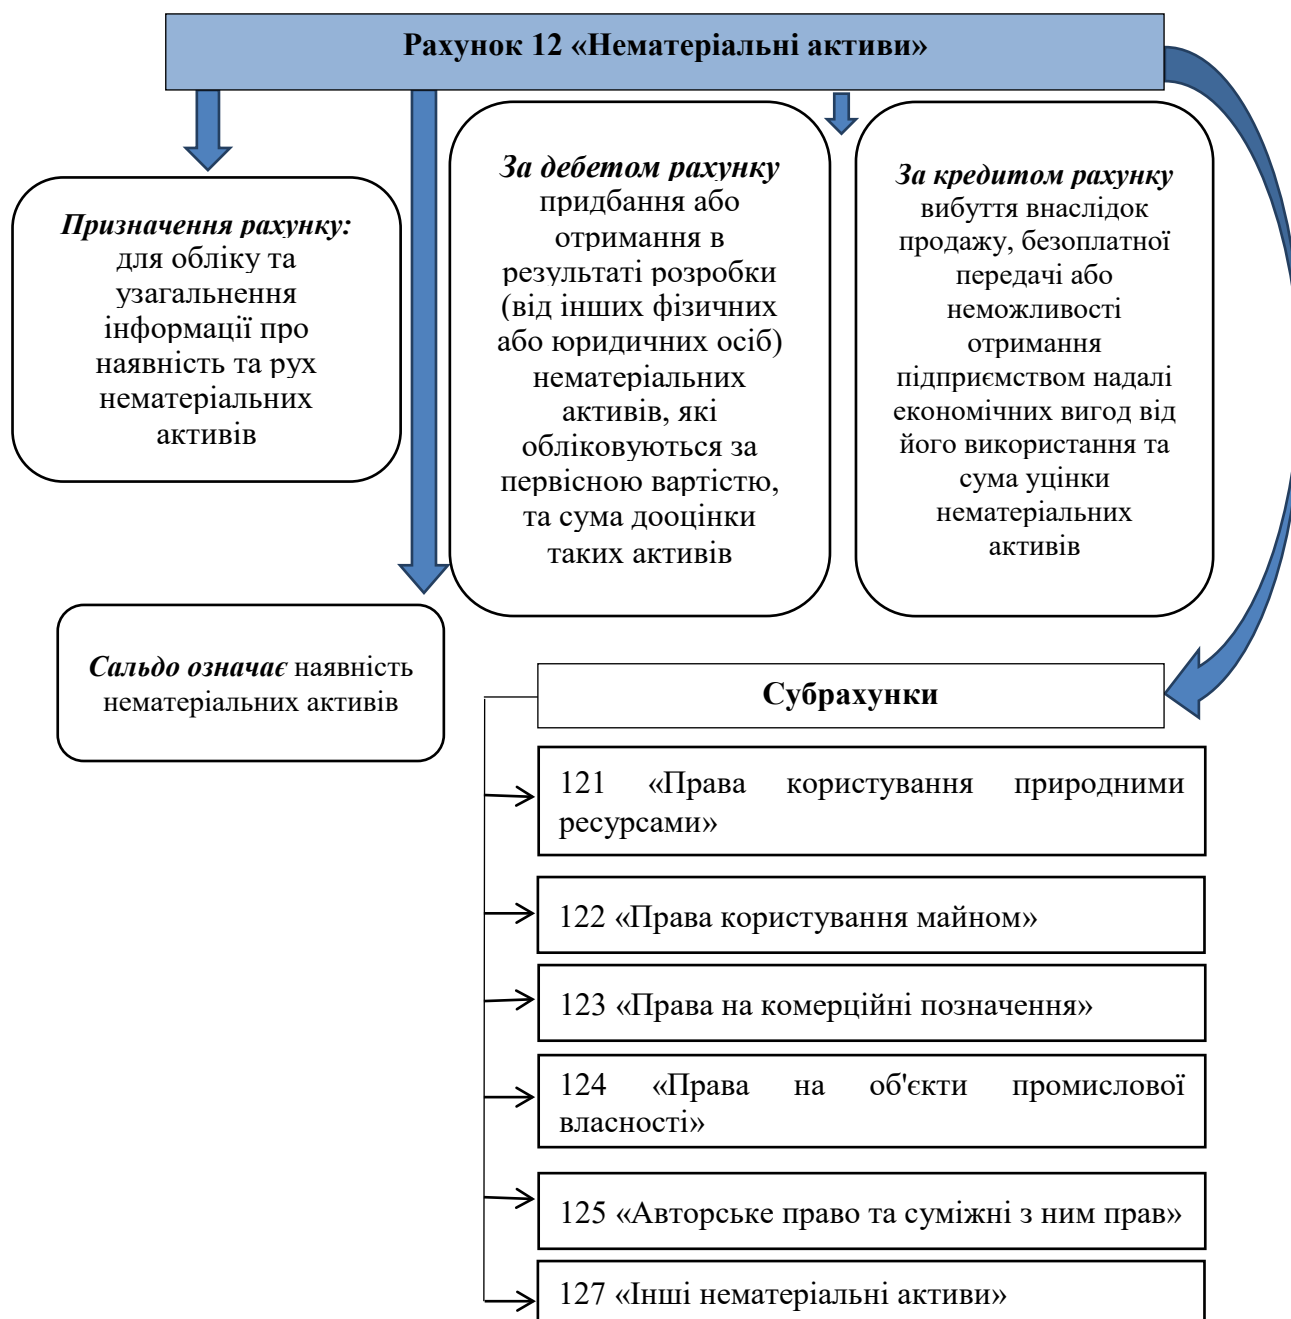 Рахунок 12 «Нематеріальні активи»
Призначення рахунку:
для обліку та
узагальнення
інформації про
наявність та рух
нематеріальних
активів
За дебетом рахунку
придбання або
отримання в
результаті розробки
(від інших фізичних
або юридичних осіб)
нематеріальних
активів, які
обліковуються за
первісною вартістю,
та сума дооцінки
таких активів
За кредитом рахунку
вибуття внаслідок
продажу, безоплатної
передачі або
неможливості
отримання
підприємством надалі
економічних вигод від
його використання та
сума уцінки
нематеріальних
активів
Сальдо означає наявність
нематеріальних активів
Субрахунки
121 «Права користування природними
ресурсами»
122 «Права користування майном»
123 «Права на комерційні позначення»
124 «Права на об'єкти промислової
власності»
125 «Авторське право та суміжні з ним прав»
127 «Інші нематеріальні активи»